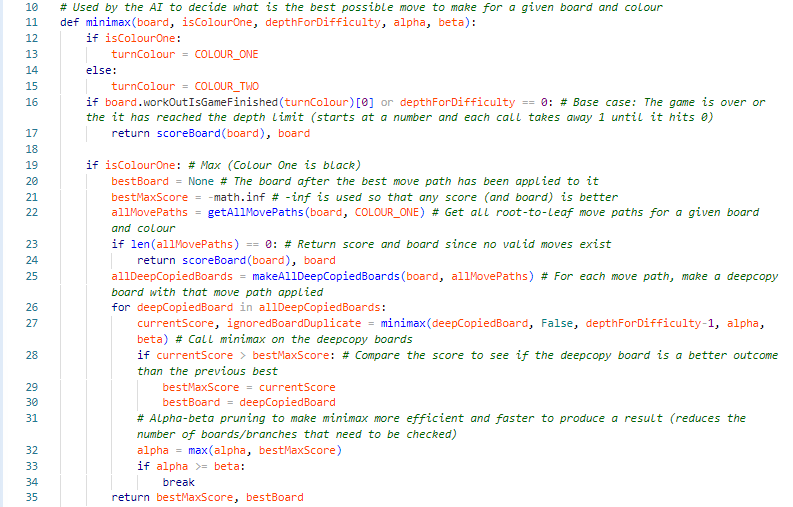 10 # Used by the AI to decide what is the best possible move to make for a given board and colour
11 def minimax(board, isColourOne, depthForDifficulty, alpha, beta):
12 if isColourOne:
13 turnColour = COLOUR_ONE
14 else:
15 turnColour = COLOUR_TWO
16 if board.workOutIsGameFinished(turnColour)[0] or depthForDifficulty == 0: # Base case: The game is over or
the it has reached the depth limit (starts at a number and each call takes away 1 until it hits 0)
17 return scoreBoard(board), board
18
19 if isColourOne: # Max (Colour One is black)
20 bestBoard = None # The board after the best move path has been applied to it
21 bestMaxScore = -math.inf # -inf is used so that any score (and board) is better
22 allMovePaths = getAllMovePaths(board, COLOUR_ONE) # Get all root-to-leaf move paths for a given board
and colour
23 if len(allMovePaths) == 0: # Return score and board since no valid moves exist
24 return scoreBoard(board), board
25 allDeepCopiedBoards = makeAllDeepCopiedBoards(board, allMovePaths) # For each move path, make a deepcopy
board with that move path applied
26 for deepCopiedBoard in allDeepCopiedBoards:
27 currentScore, ignoredBoardDuplicate = minimax(deepCopiedBoard, False, depthForDifficulty-1, alpha,
beta) # Call minimax on the deepcopy boards
28 if currentScore > bestMaxScore: # Compare the score to see if the deepcopy board is a better outcome
than the previous best
29 bestMaxScore = currentScore
30 bestBoard = deepCopiedBoard
31 # Alpha-beta pruning to make minimax more efficient and faster to produce a result (reduces the
number of boards/branches that need to be checked)
32 alpha = max(alpha, bestMaxScore)
33 if alpha >= beta:
34 break
35 return bestMaxScore, bestBoard